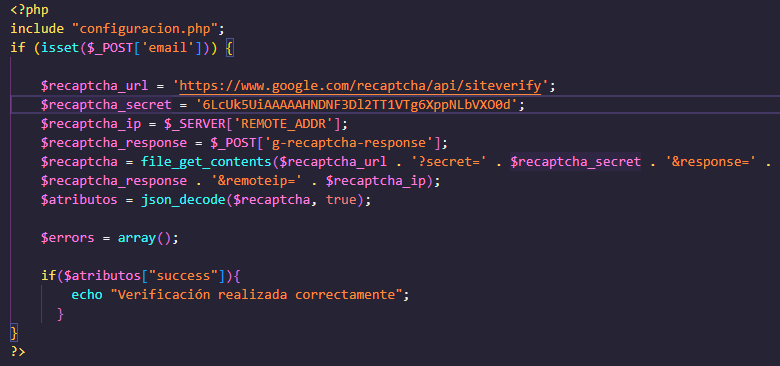 <?php
include "configuracion.php";
if (isset($_POST['email'])) {
$recaptcha_url = 'https://www.google.com/recaptcha/api/siteverify';
$recaptcha_secret = '6LcUk5UiAAAAAHNDNF3Dl2TT1VTg6XppNLbVXO0d';
$recaptcha_ip = $_SERVER['REMOTE_ADDR'];
$recaptcha_response = $_POST['g-recaptcha-response'];
$recaptcha = file_get_contents($recaptcha_url . '?secret=' . $recaptcha_secret . '&response=' .
$recaptcha_response . '&remoteip=' . $recaptcha_ip);
$atributos = json_decode($recaptcha, true);
$errors = array();
if($atributos["success"]){
echo "Verificación realizada correctamente";
}
}
?>